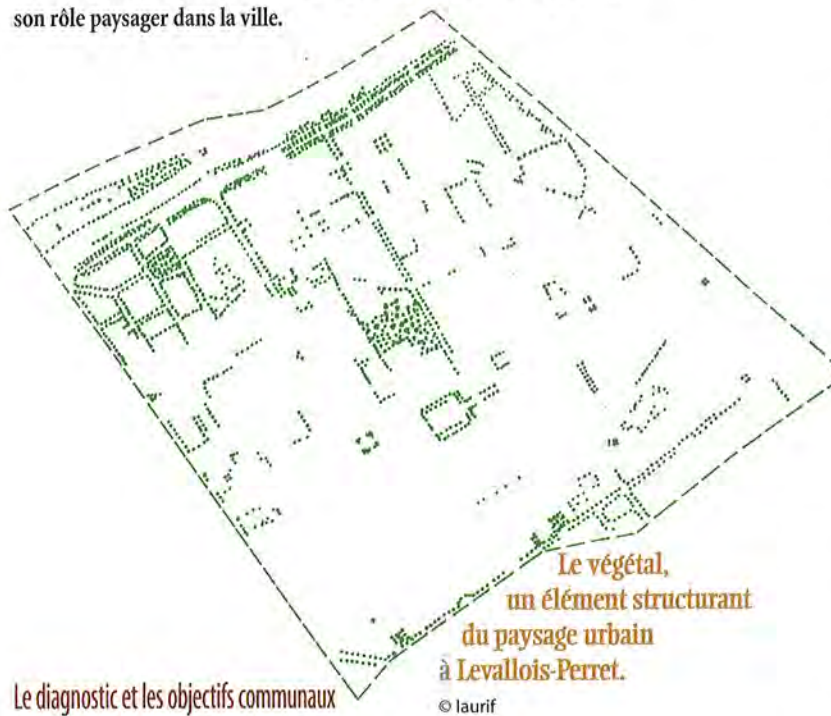 son rôle paysager dans la ville.
Le végétal,
un élément structurant
du paysage urbain
à Levallois-Perret.
Le diagnostic et les objectifs communaux
© laurif